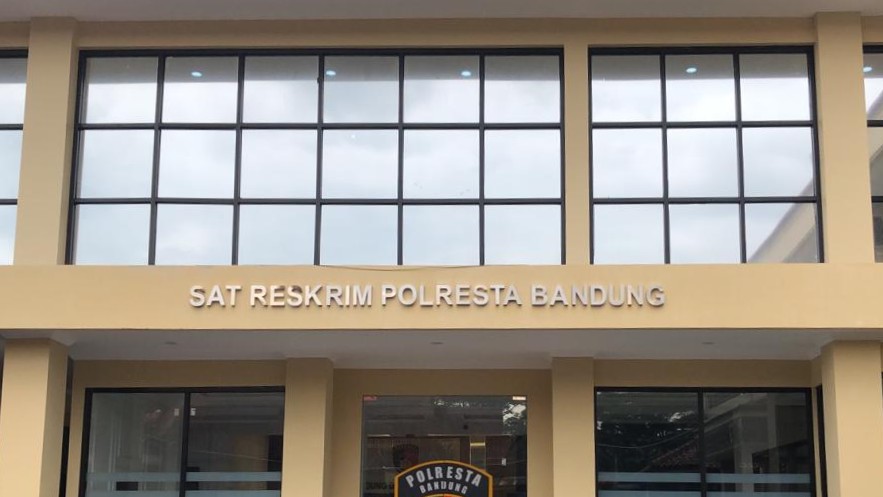 SAT RESKRIM POLRESTA BANDUNG
POLRESTA
BANDUNG